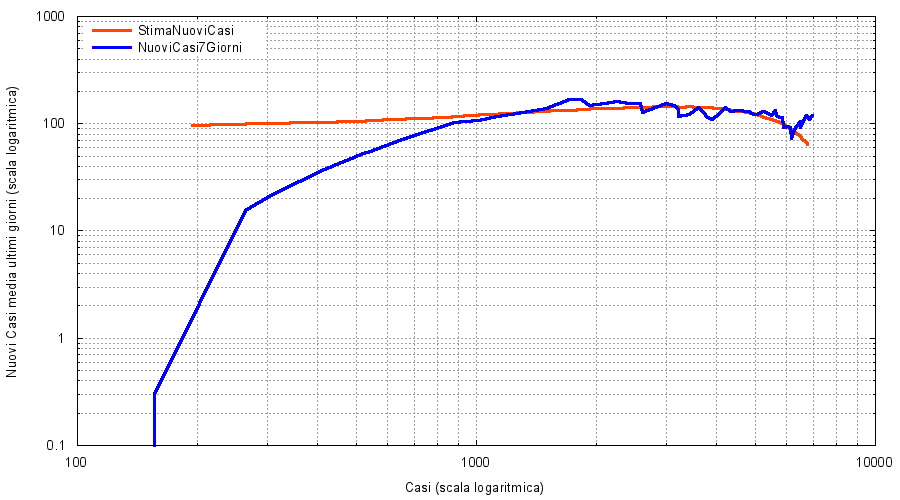 1000
100
10
1
0.1
StimaNuoviCasi
NuoviCasi7Giorni
Nuovi Casi media ultimi giorni (scala logaritmica)
100
1000
10000
Casi (scala logaritmica)